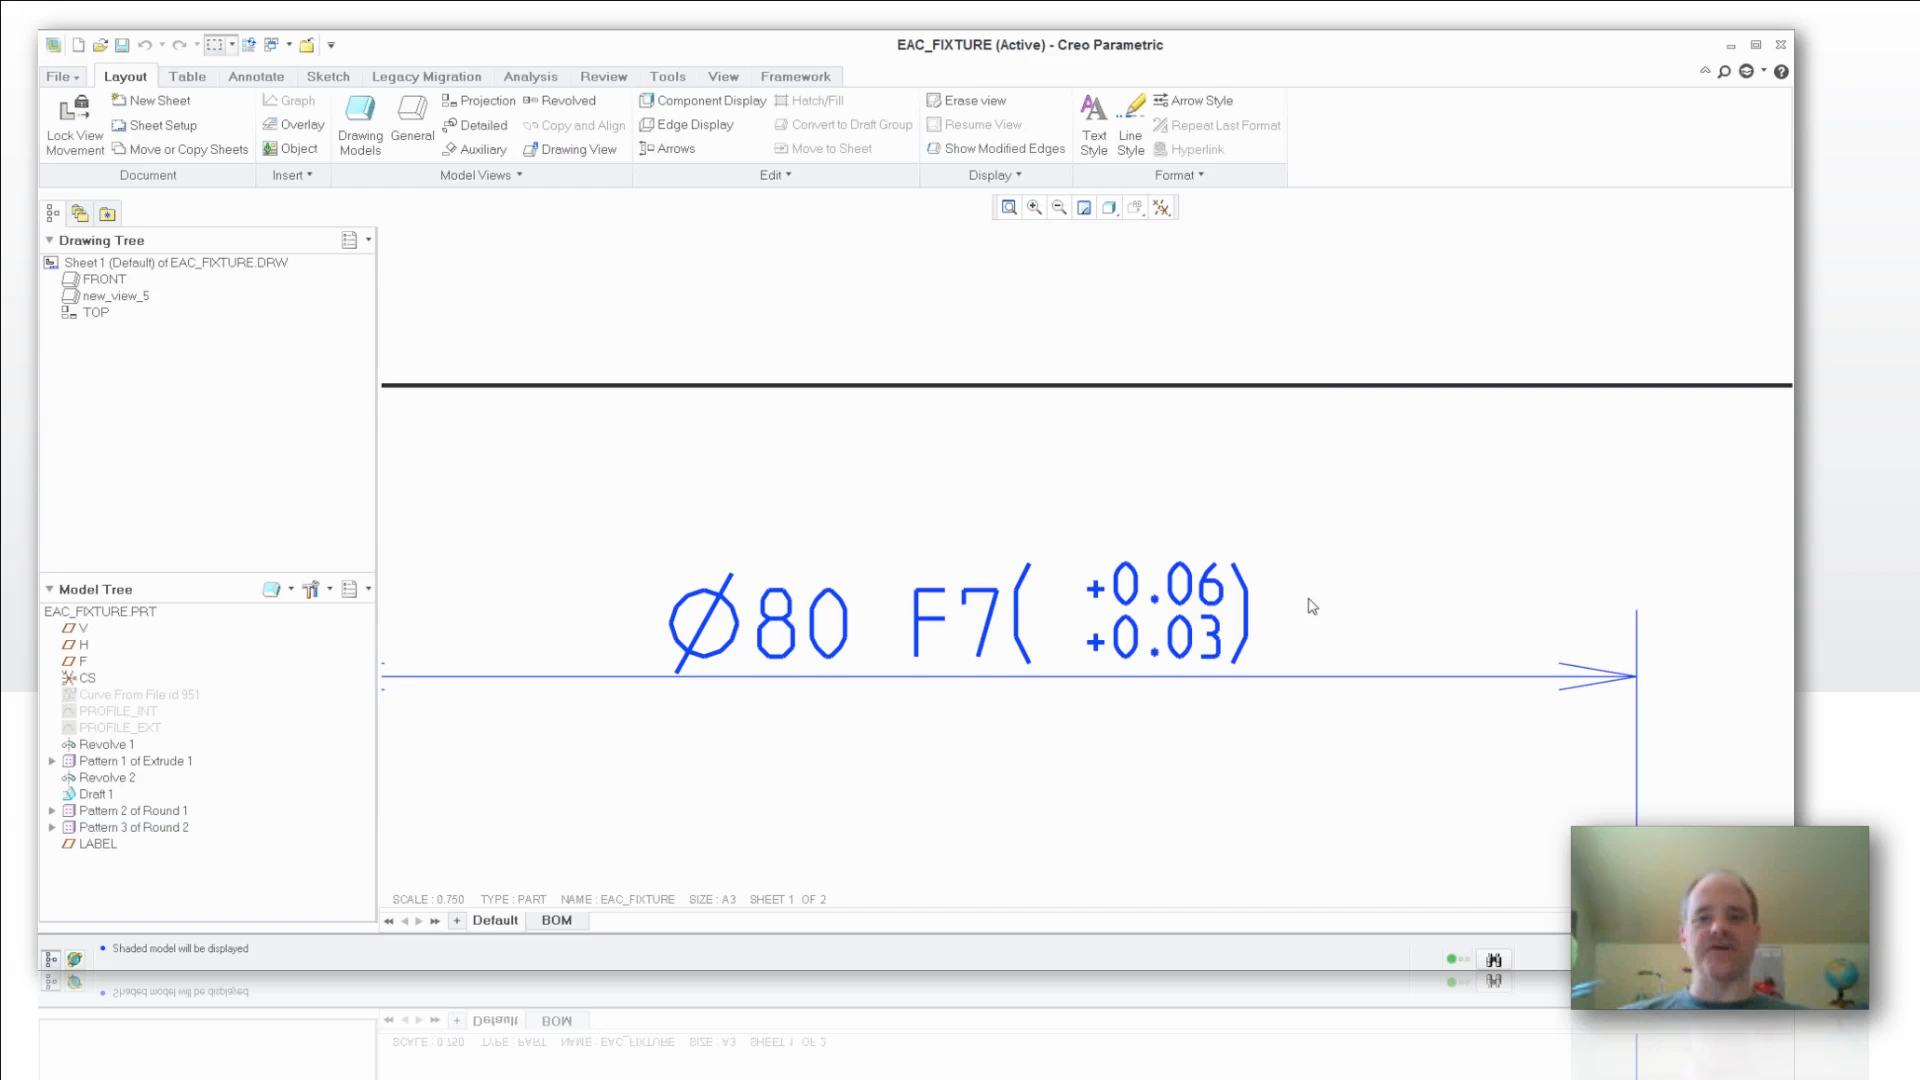 EAC_FIXTURE (Active) - Creo Parametric
File Layout Table Annotate Sketch Legacy Migration Analysis Review Tools View Framework
Lock View Movement
New Sheet
Sheet Setup
Move or Copy Sheets
Document
Graph
Overlay
Object
Insert
Drawing Models
General
Projection
Detailed
Auxiliary
Revolved
Copy and Align
Drawing View
Model Views
Component Display
Edge Display
Arrows
Hatch/Fill
Convert to Draft Group
Move to Sheet
Edit
Erase view
Resume View
Show Modified Edges
Display
Text Style
Line Style
Arrow Style
Repeat Last Format
Hyperlink
Format
Drawing Tree
Sheet 1 (Default) of EAC_FIXTURE.DRW
FRONT
new_view_5
TOP
Model Tree
EAC_FIXTURE.PRT
V
H
F
CS
Curve From File id 951
PROFILE_INT
PROFILE_EXT
Revolve 1
Pattern 1 of Extrude 1
Revolve 2
Draft 1
Pattern 2 of Round 1
Pattern 3 of Round 2
LABEL
Ø80 F7( +0.06
+0.03)
SCALE : 0.750 TYPE : PART NAME : EAC_FIXTURE SIZE : A3 SHEET 1 OF 2
+ Default BOM
• Shaded model will be displayed